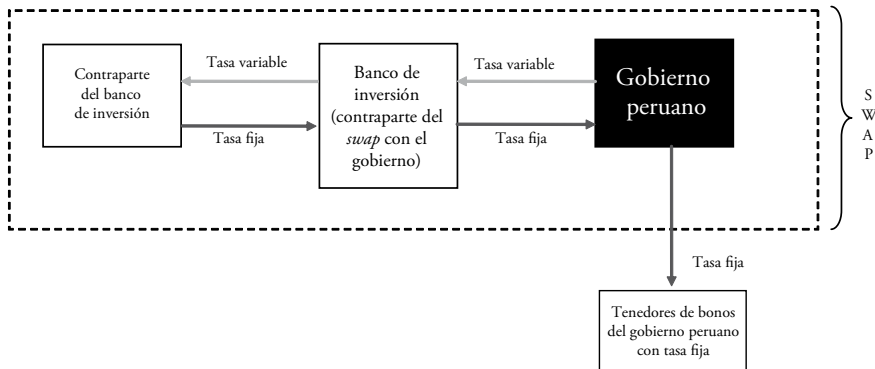 Contraparte
del banco
de inversión
Tasa variable
Tasa fija
Banco de
inversión
(contraparte del
swap con el
gobierno)
Tasa variable
Tasa fija
Gobierno
peruano
S
W
A
P
Tasa fija
Tenedores de bonos
del gobierno peruano
con tasa fija